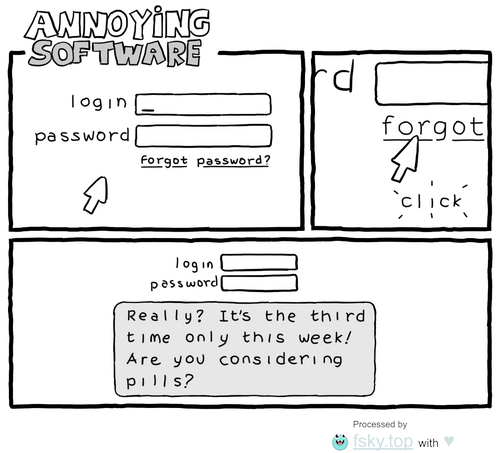 ANNOYING
SOFTWARE
login
password
forgot password?
rd
forgot
click
login
password
Really? It's the third
time only this week!
Are you considering
pills?
Processed by
fsky.top with ♥